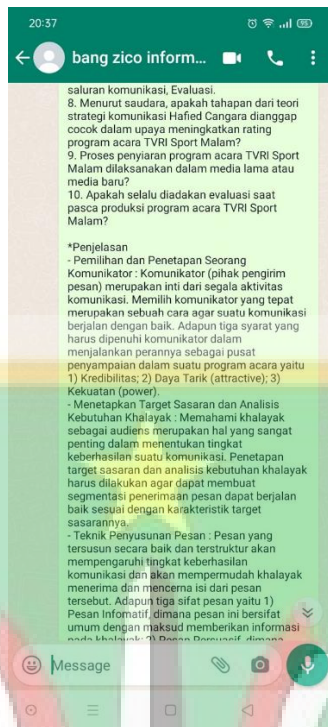 20:37
bang zico inform...
saluran komunikasi, Evaluasi.
8. Menurut saudara, apakah tahapan dari teori
strategi komunikasi Hafied Cangara dianggap
cocok dalam upaya meningkatkan rating
program acara TVRI Sport Malam?
9. Proses penyiaran program acara TVRI Sport
Malam dilaksanakan dalam media lama atau
media baru?
10. Apakah selalu diadakan evaluasi saat
pasca produksi program acara TVRI Sport
Malam?
*Penjelasan
- Pemilihan dan Penetapan Seorang
Komunikator : Komunikator (pihak pengirim
pesan) merupakan inti dari segala aktivitas
komunikasi. Memilih komunikator yang tepat
merupakan sebuah cara agar suatu komunikasi
berjalan dengan baik. Adapun tiga syarat yang
harus dipenuhi komunikator dalam
menjalankan perannya sebagai pusat
penyampaian dalam suatu program acara yaitu
1) Kredibilitas; 2) Daya Tarik (attractive); 3)
Kekuatan (power).
- Menetapkan Target Sasaran dan Analisis
Kebutuhan Khalayak : Memahami khalayak
sebagai audiens merupakan hal yang sangat
penting dalam menentukan tingkat
keberhasilan suatu komunikasi. Penetapan
target sasaran dan analisis kebutuhan khalayak
harus dilakukan agar dapat membuat
segmentasi penerimaan pesan dapat berjalan
baik sesuai dengan karakteristik target
sasarannya.
- Teknik Penyusunan Pesan : Pesan yang
tersusun secara baik dan terstruktur akan
mempengaruhi tingkat keberhasilan
komunikasi dan akan mempermudah khalayak
menerima dan mencerna isi dari pesan
tersebut. Adapun tiga sifat pesan yaitu 1)
Pesan Infomatif, dimana pesan ini bersifat
umum dengan maksud memberikan informasi
pada khalayak; 2) Pesan Persuasif, dimana
Message